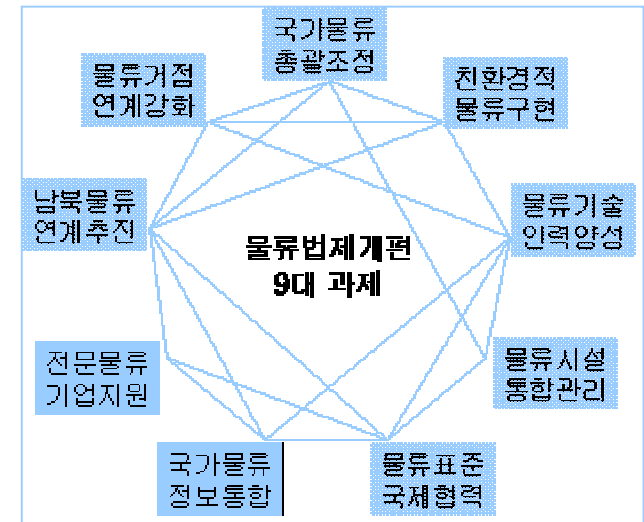 국가물류
총괄조정
물류거점
연계강화
친환경적
물류구현
남북물류
연계추진
물류기술
인력양성
물류법제개편
9대 과제
전문물류
기업지원
물류시설
통합관리
국가물류
정보통합
물류표준
국제협력